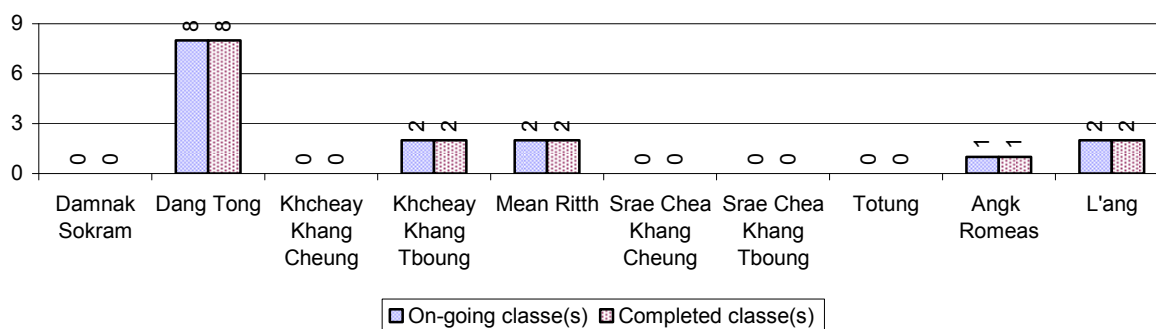 9
6
3
0
0 0 8 8 0 0 2 2 2 2 0 0 0 0 0 0 1 1 2 2
Damnak Dang Tong Khcheay Khcheay Mean Ritth Srae Chea Srae Chea Totung Angk L'ang
Sokram Khang Khang Khang Khang Romeas
Cheung Tboung Cheung Tboung
On-going classe(s) Completed classe(s)